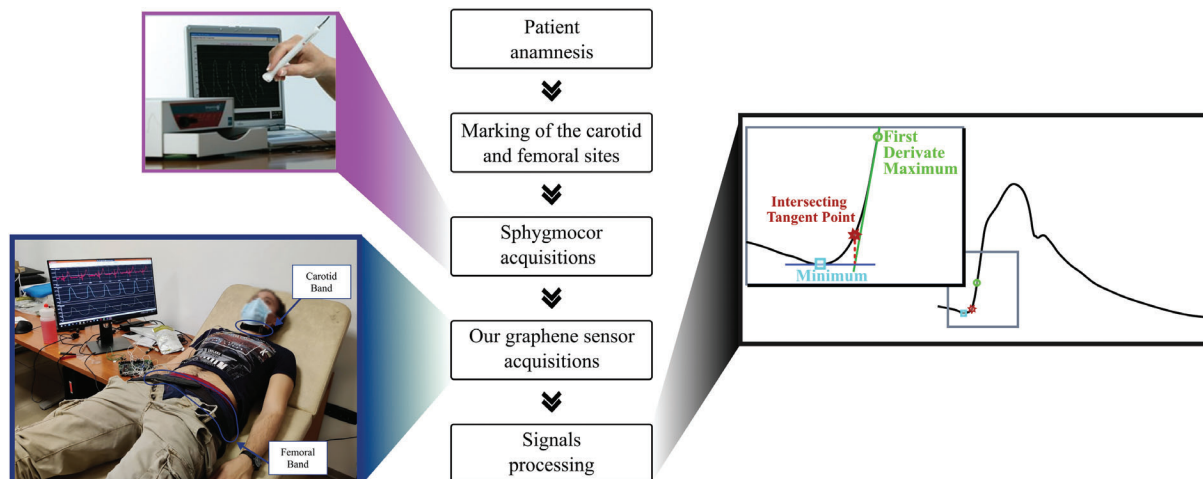 Patient
anamnesis
Marking of the carotid
and femoral sites
Sphygmocor
acquisitions
Our graphene sensor
acquisitions
Signals
processing
Carotid
Band
Femoral
Band
First
Derivate
Maximum
Intersecting
Tangent Point
Minimum